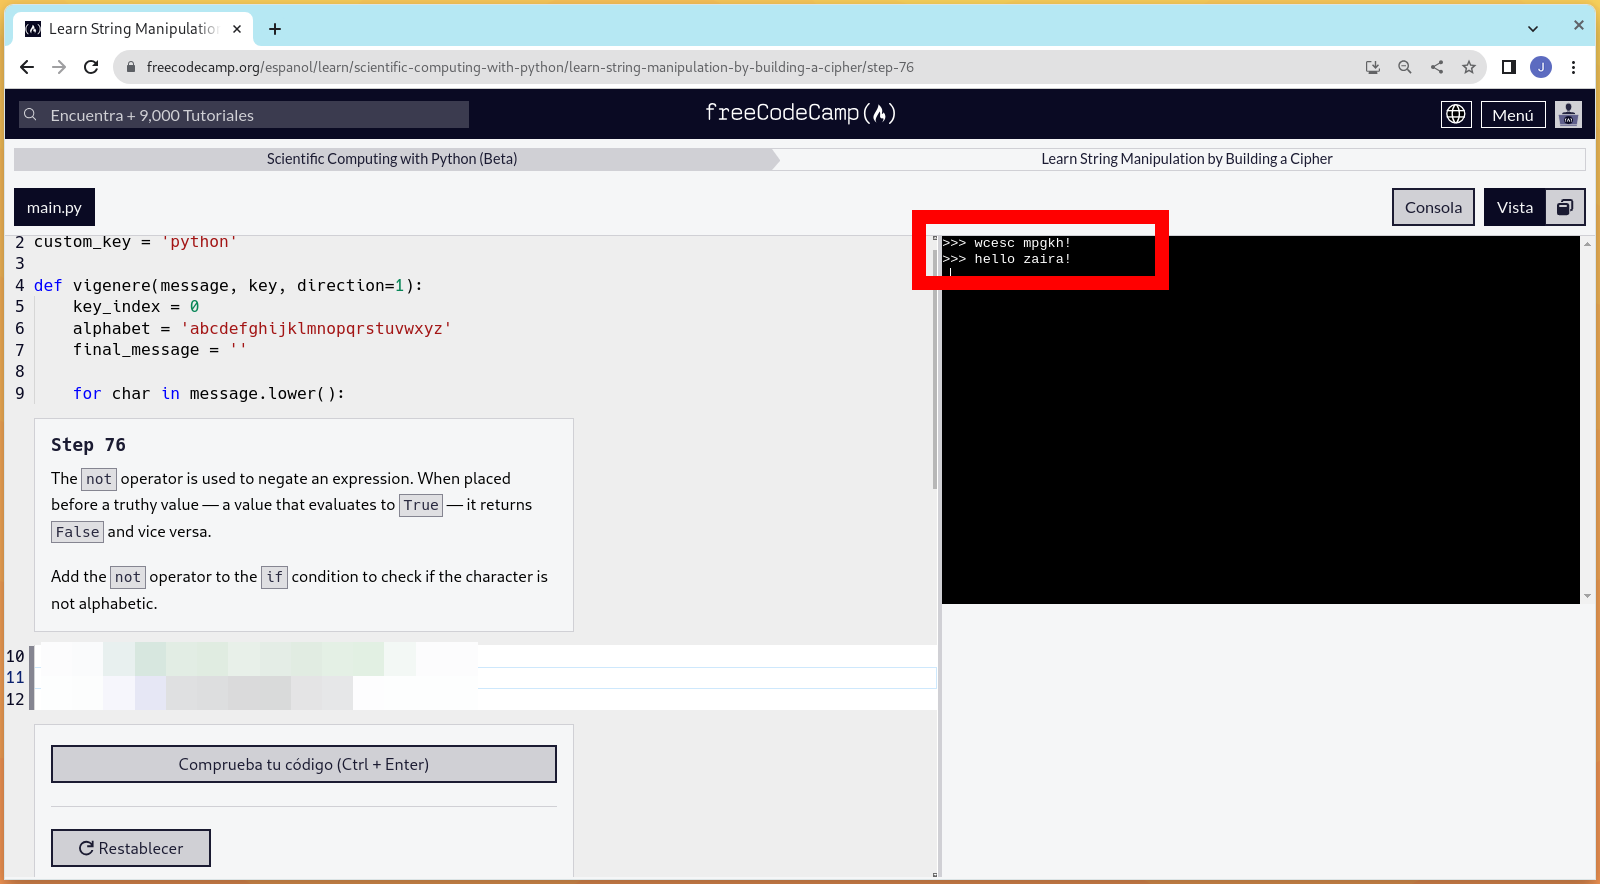 Learn String Manipulatio
freecodecamp.org/espanol/learn/scientific-computing-with-python/learn-string-manipulation-by-building-a-cipher/step-76
J
Encuentra + 9,000 Tutoriales
freeCodeCamp
Menú
Scientific Computing with Python (Beta)
Learn String Manipulation by Building a Cipher
main.py
Consola
Vista
2 custom_key = 'python'
3
4 def vigenere(message, key, direction=1):
5 key_index = 0
6 alphabet = 'abcdefghijklmnopqrstuvwxyz'
7 final_message = ''
8
9 for char in message.lower():
Step 76
The not operator is used to negate an expression. When placed
before a truthy value — a value that evaluates to True — it returns
False and vice versa.
Add the not operator to the if condition to check if the character is
not alphabetic.
10
11
12
Comprueba tu código (Ctrl + Enter)
Restablecer
>>> wcesc mpgkh!
>>> hello zaira!